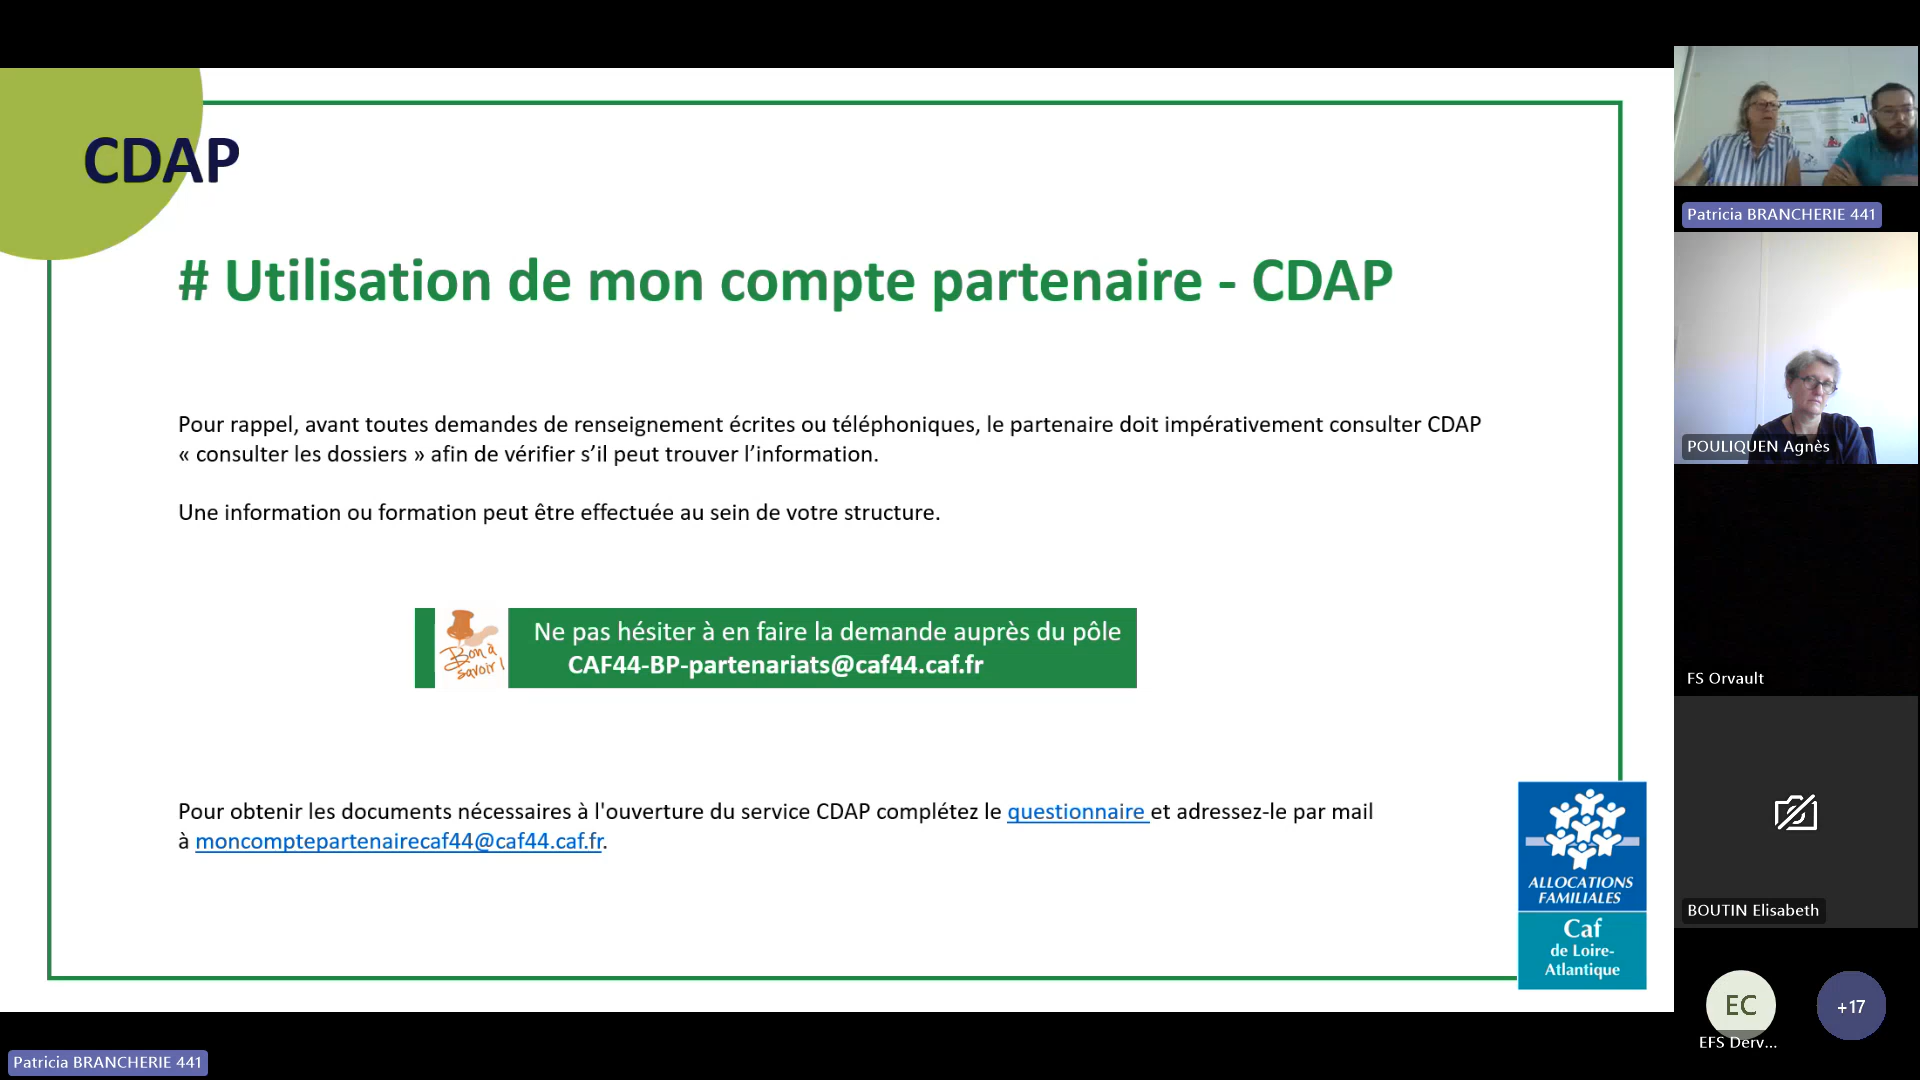 CDAP
# Utilisation de mon compte partenaire - CDAP
Pour rappel, avant toutes demandes de renseignement écrites ou téléphoniques, le partenaire doit impérativement consulter CDAP
« consulter les dossiers » afin de vérifier s’il peut trouver l’information.
Une information ou formation peut être effectuée au sein de votre structure.
Bon à
savoir !
Ne pas hésiter à en faire la demande auprès du pôle
CAF44-BP-partenariats@caf44.caf.fr
Pour obtenir les documents nécessaires à l'ouverture du service CDAP complétez le questionnaire et adressez-le par mail
à moncomptepartenairecaf44@caf44.caf.fr.
ALLOCATIONS
FAMILIALES
Caf
de Loire-
Atlantique
Patricia BRANCHERIE 441
POULIQUEN Agnès
FS Orvault
BOUTIN Elisabeth
EC
EFS Derv...
+17
Patricia BRANCHERIE 441